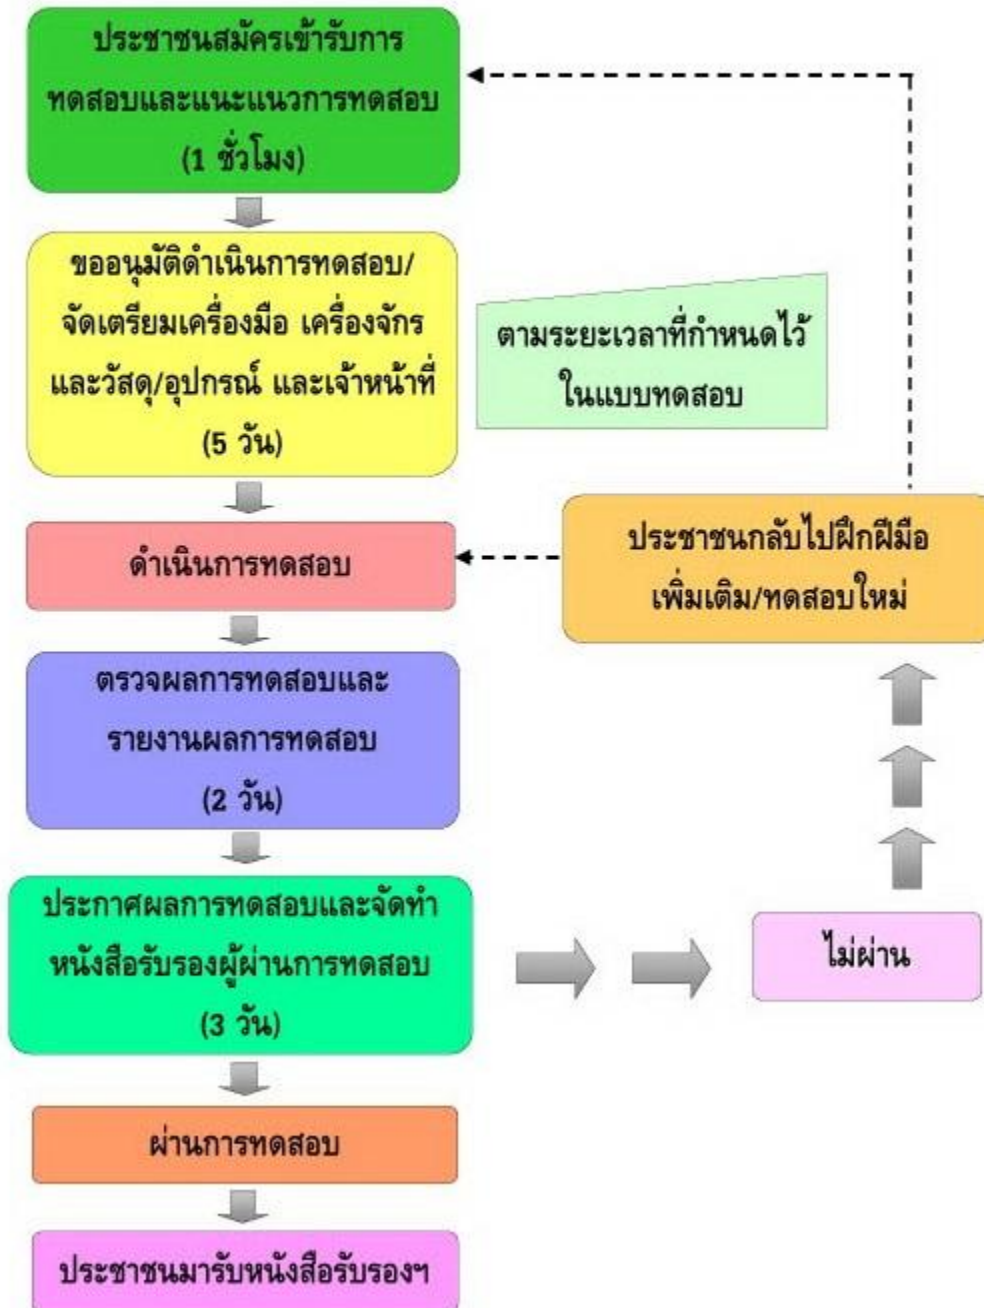 ประชาชนสมัครเข้ารับการ
ทดสอบและแนะแนวการทดสอบ
(1 ชั่วโมง)
ขออนุมัติดำเนินการทดสอบ/
จัดเตรียมเครื่องมือ เครื่องจักร
และวัสดุ/อุปกรณ์ และเจ้าหน้าที่
(5 วัน)
ตามระยะเวลาที่กำหนดไว้
ในแบบทดสอบ
ดำเนินการทดสอบ
ประชาชนกลับไปฝึกฝีมือ
เพิ่มเติม/ทดสอบใหม่
ตรวจผลการทดสอบและ
รายงานผลการทดสอบ
(2 วัน)
ประกาศผลการทดสอบและจัดทำ
หนังสือรับรองผู้ผ่านการทดสอบ
(3 วัน)
ไม่ผ่าน
ผ่านการทดสอบ
ประชาชนมารับหนังสือรับรองฯ